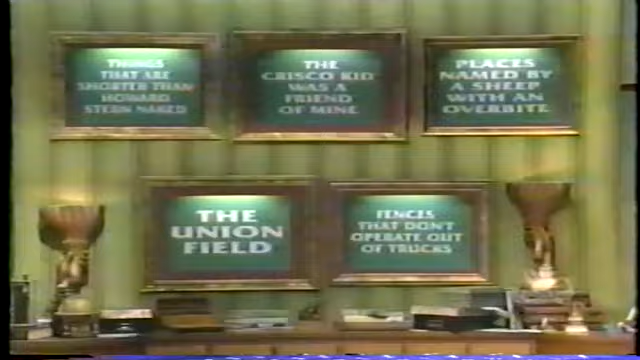 THINGS
THAT ARE
SHORTER THAN
HOWARD
STERN NAKED
THE
CRISCO KID
WAS A
FRIEND
OF MINE
PLACES
NAMED BY
A SHEEP
WITH AN
OVERBITE
THE
UNION
FIELD
FENCES
THAT DON'T
OPERATE OUT
OF TRUCKS